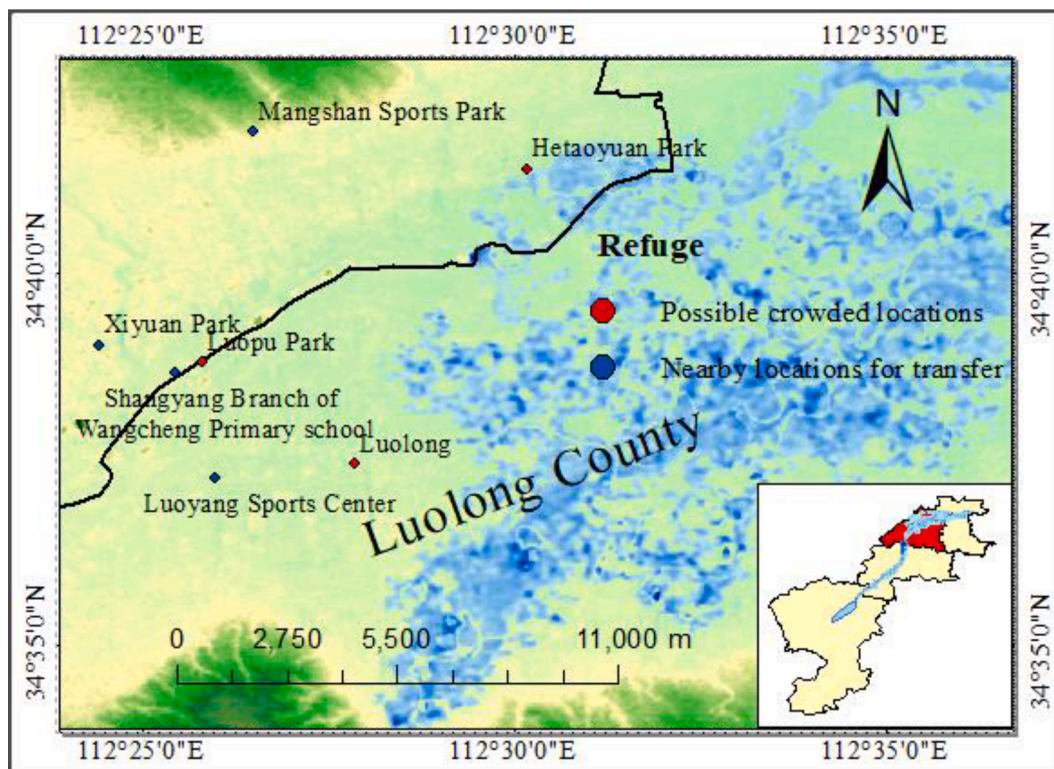 112°25'0"E 112°30'0"E 112°35'0"E
Mangshan Sports Park
N
Hetaoyuan Park
34°40'0"N
Refuge
34°40'0"N
Possible crowded locations
Xiyuan Park
Luopu Park
Nearby locations for transfer
Shangyang Branch of
Wangcheng Primary school
Luolong
Luolong County
Luoyang Sports Center
34°35'0"N
0 2,750 5,500 11,000 m
34°35'0"N
112°25'0"E 112°30'0"E 112°35'0"E